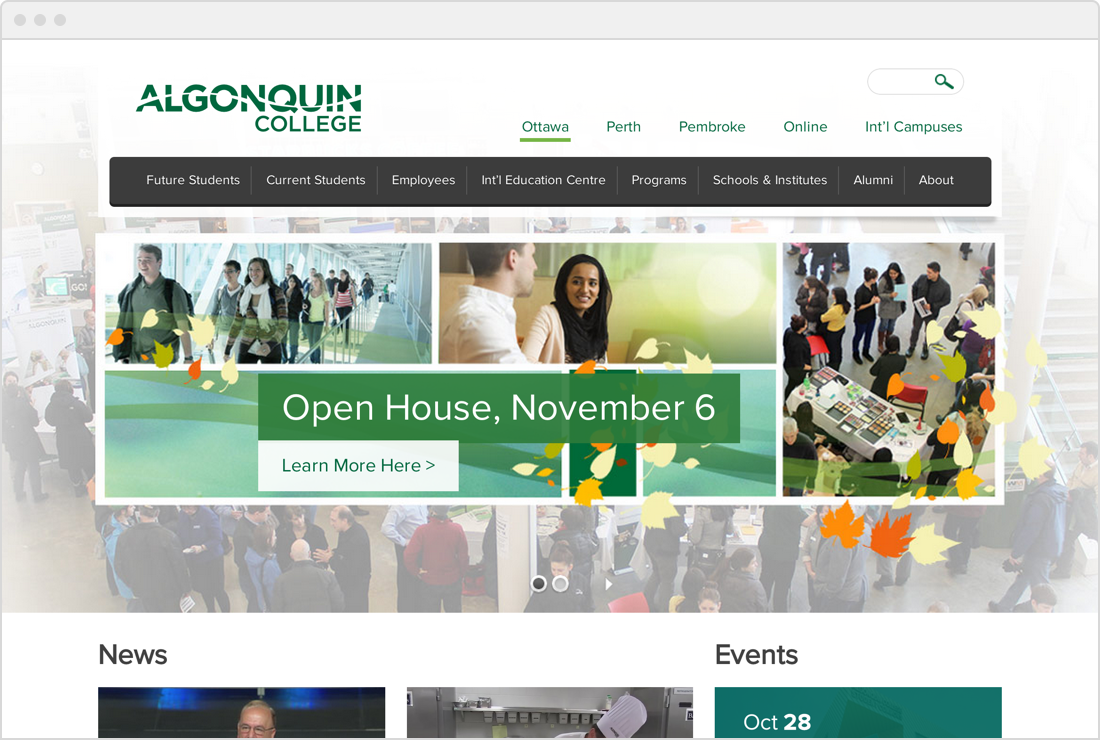 ALGONQUIN
COLLEGE
Ottawa Perth Pembroke Online Int'l Campuses
Future Students Current Students Employees Int'l Education Centre Programs Schools & Institutes Alumni About
Open House, November 6
Learn More Here >
News
Events
Oct 28